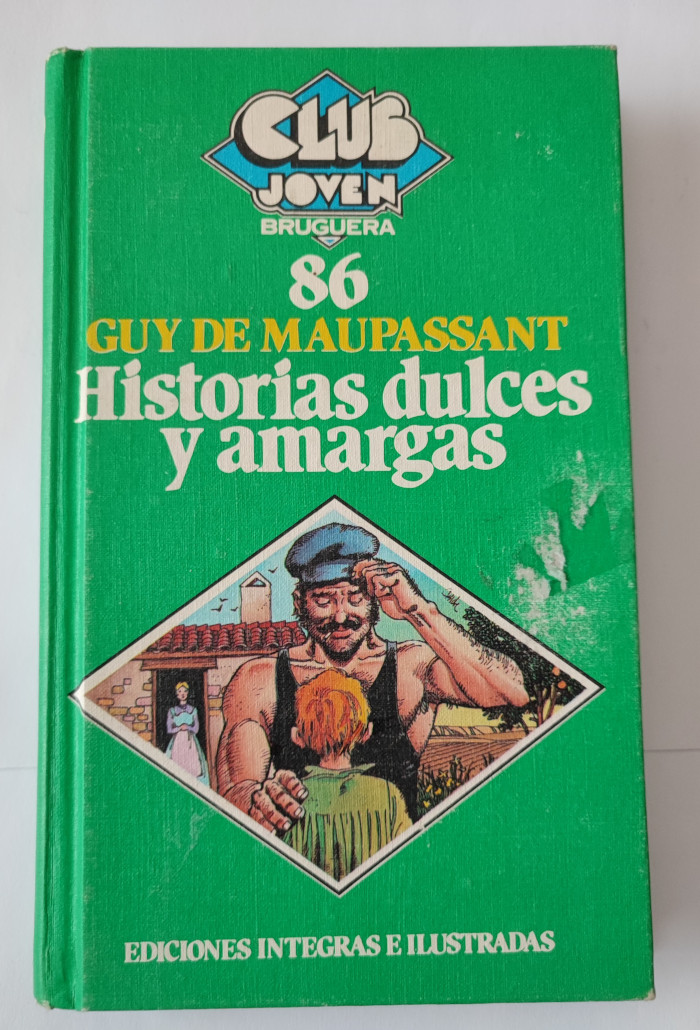 CLUB
JOVEN
BRUGUERA
86
GUY DE MAUPASSANT
Historias dulces
y amargas
EDICIONES INTEGRAS E ILUSTRADAS